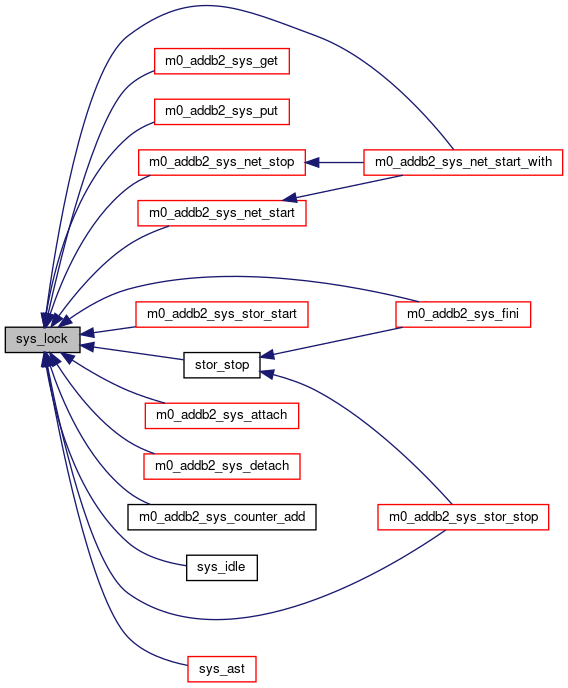 m0_addb2_sys_get
m0_addb2_sys_put
m0_addb2_sys_net_stop
m0_addb2_sys_net_start_with
m0_addb2_sys_net_start
m0_addb2_sys_stor_start
m0_addb2_sys_fini
sys_lock
stor_stop
m0_addb2_sys_attach
m0_addb2_sys_detach
m0_addb2_sys_counter_add
m0_addb2_sys_stor_stop
sys_idle
sys_ast